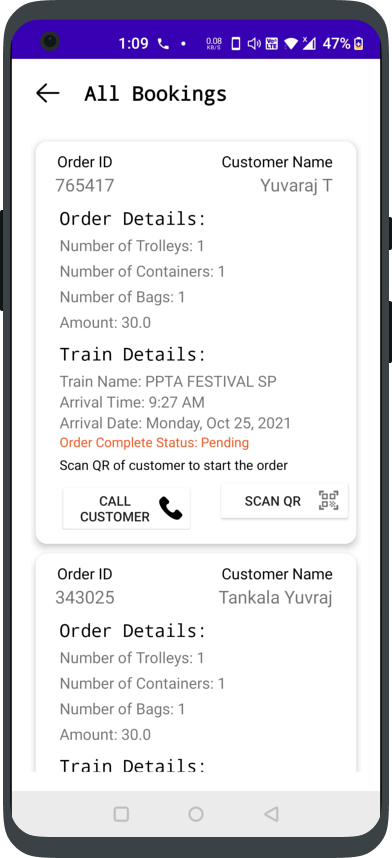 1:09 0.08 KB/S 47%
All Bookings
Order ID Customer Name
765417 Yuvaraj T
Order Details:
Number of Trolleys: 1
Number of Containers: 1
Number of Bags: 1
Amount: 30.0
Train Details:
Train Name: PPTA FESTIVAL SP
Arrival Time: 9:27 AM
Arrival Date: Monday, Oct 25, 2021
Order Complete Status: Pending
Scan QR of customer to start the order
CALL CUSTOMER SCAN QR
Order ID Customer Name
343025 Tankala Yuvraj
Order Details:
Number of Trolleys: 1
Number of Containers: 1
Number of Bags: 1
Amount: 30.0
Train Details: